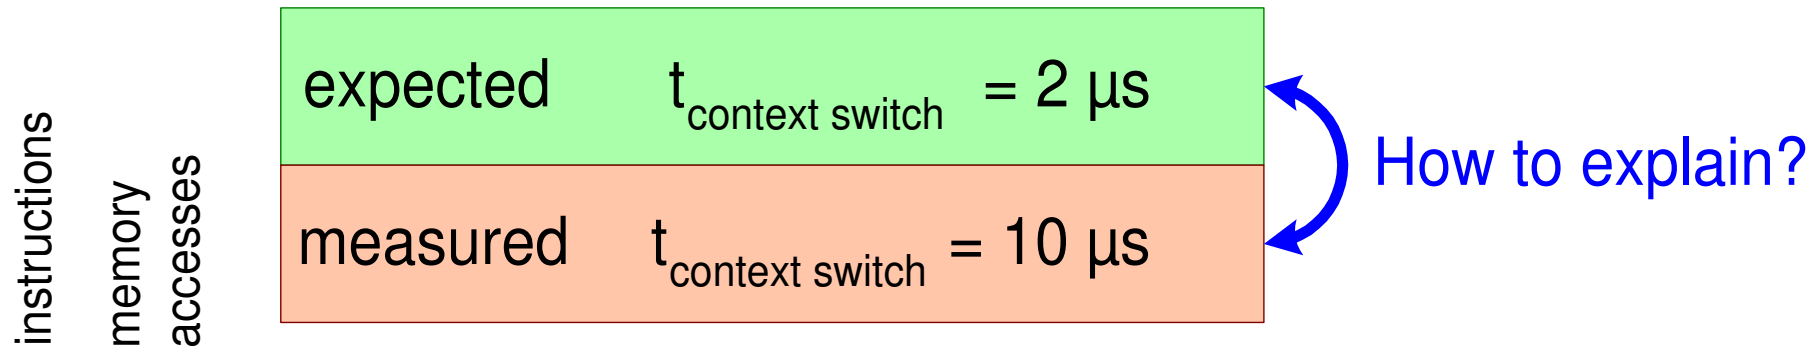 instructions
memory
accesses
expected t context switch = 2 µs
measured t context switch = 10 µs
How to explain?